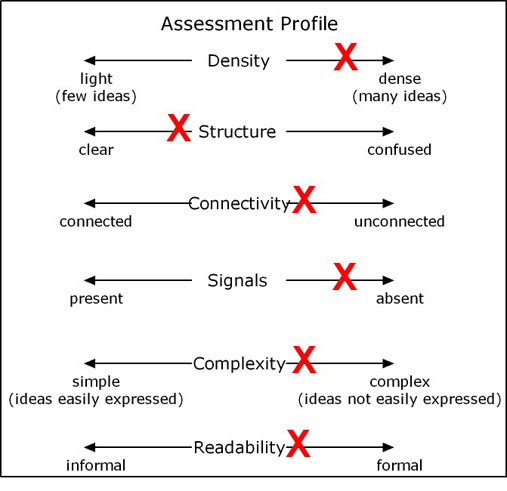 Assessment Profile
Density
light dense
(few ideas) (many ideas)
X
Structure
clear confused
X
Connectivity
connected unconnected
X
Signals
present absent
X
Complexity
simple complex
(ideas easily expressed) (ideas not easily expressed)
X
Readability
informal formal
X